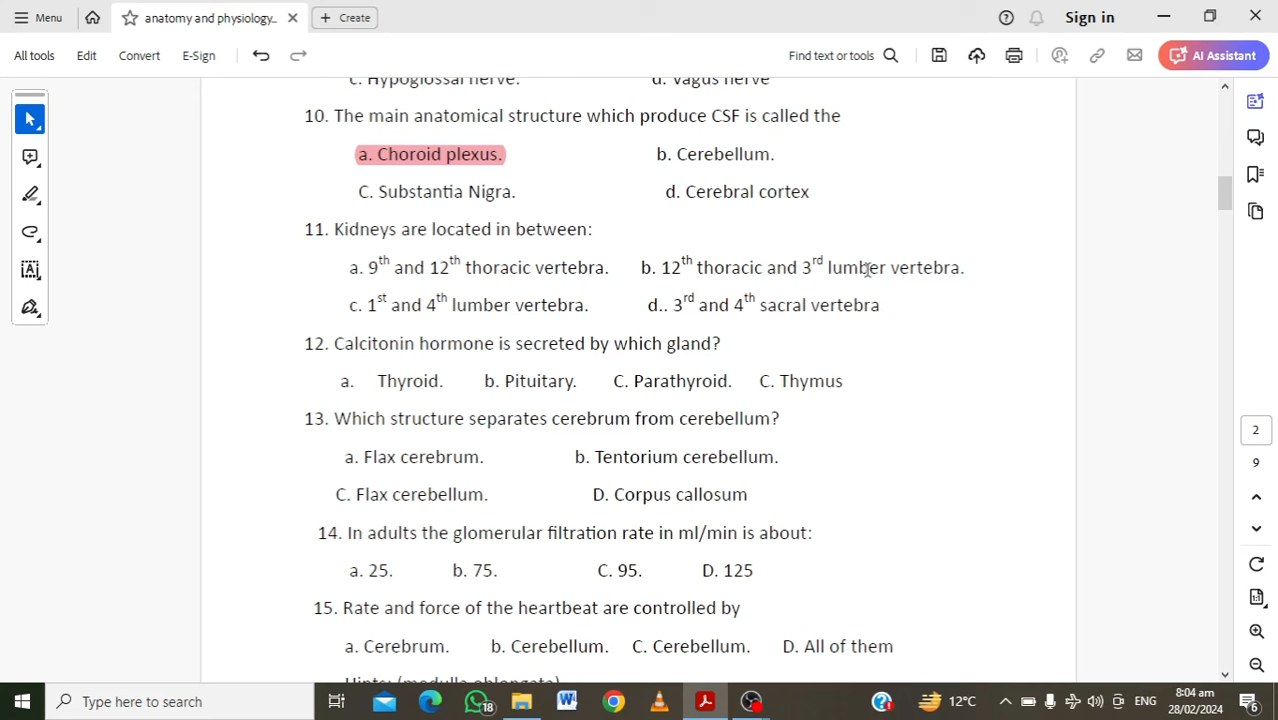 Menu anatomy and physiology... Create Sign in
All tools Edit Convert E-Sign Find text or tools AI Assistant
c. Hypoglossal nerve. d. Vagus nerve
10. The main anatomical structure which produce CSF is called the
a. Choroid plexus. b. Cerebellum.
C. Substantia Nigra. d. Cerebral cortex
11. Kidneys are located in between:
a. 9th and 12th thoracic vertebra. b. 12th thoracic and 3rd lumber vertebra.
c. 1st and 4th lumber vertebra. d.. 3rd and 4th sacral vertebra
12. Calcitonin hormone is secreted by which gland?
a. Thyroid. b. Pituitary. C. Parathyroid. C. Thymus
13. Which structure separates cerebrum from cerebellum?
a. Flax cerebrum. b. Tentorium cerebellum.
C. Flax cerebellum. D. Corpus callosum
14. In adults the glomerular filtration rate in ml/min is about:
a. 25. b. 75. C. 95. D. 125
15. Rate and force of the heartbeat are controlled by
a. Cerebrum. b. Cerebellum. C. Cerebellum. D. All of them
Hints: (medulla oblongata)
2
9
Type here to search 18 12°C ENG 8:04 am
28/02/2024 6